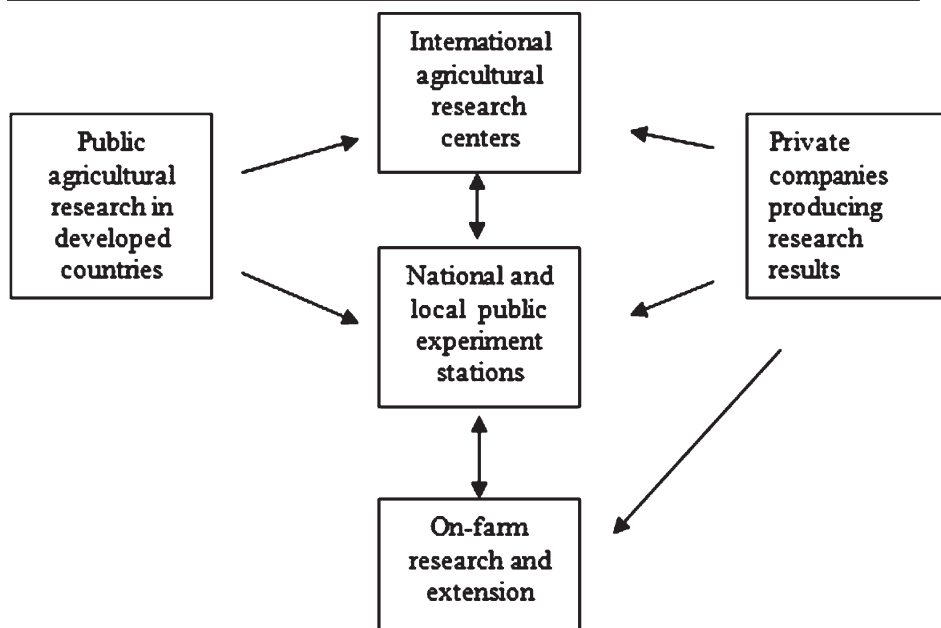 International
agricultural
research
centers
Public
agricultural
research in
developed
countries
Private
companies
producing
research
results
National and
local public
experiment
stations
On-farm
research and
extension